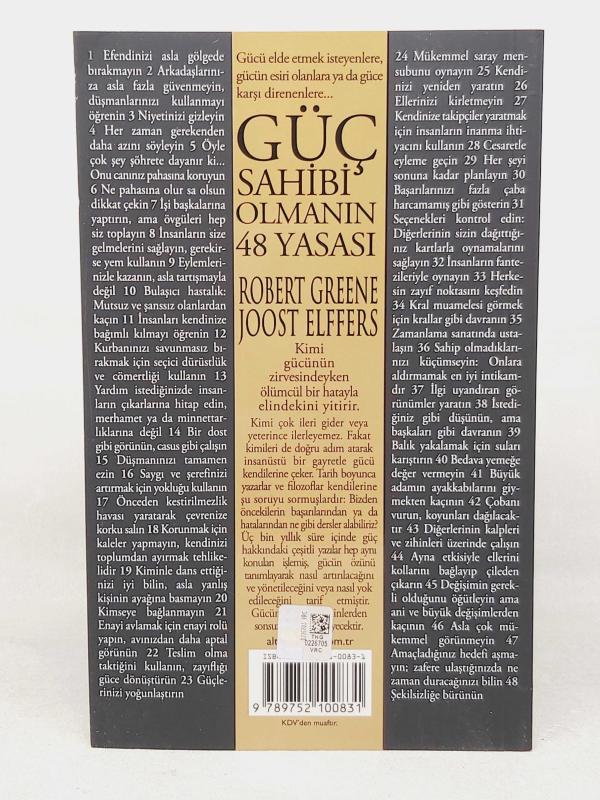 1 Efendinizi asla gölgede
bırakmayın 2 Arkadaşlarını-
za asla fazla güvenmeyin,
düşmanlarınızı kullanmayı
öğrenin 3 Niyetinizi gizleyin
4 Her zaman gerekenden
daha azını söyleyin 5 Öyle
çok şey şöhrete dayanır ki...
Onu canınız pahasına koruyun
6 Ne pahasına olur sa olsun
dikkat çekin 7 İşi başkalarına
yaptırın, ama övgüleri hep
siz toplayın 8 İnsanların size
gelmelerini sağlayın, gerekir-
se yem kullanın 9 Eylemleri-
nizle kazanın, asla tartışmayla
değil 10 Bulaşıcı hastalık:
Mutsuz ve şanssız olanlardan
kaçın 11 İnsanları kendinize
bağımlı kılmayı öğrenin 12
Kurbanınızı savunmasız bı-
rakmak için seçici dürüstlük
ve cömertliği kullanın 13
Yardım istediğinizde insan-
ların çıkarlarına hitap edin,
merhamet ya da minnettar-
lıklarına değil 14 Bir dost
gibi görünün, casus gibi çalışın
15 Düşmanınızı tamamen
ezin 16 Saygı ve şerefinizi
artırmak için yokluğu kullanın
17 Önceden kestirilmezlik
havası yaratarak çevrenize
korku salın 18 Korunmak için
kaleler yapmayın, kendinizi
toplumdan ayırmak tehlike-
lidir 19 Kiminle dans ettiği-
nizi iyi bilin, asla yanlış
kişinin ayağına basmayın 20
Kimseye bağlanmayın 21
Enayi avlamak için enayi rolü
yapın, avınızdan daha aptal
görünün 22 Teslim olma
taktiğini kullanın, zayıflığı
güce dönüştürün 23 Güçle-
rinizi yoğunlaştırın
Gücü elde etmek isteyenlere,
gücün esiri olanlara ya da güce
karşı direnenlere...
GÜÇ
SAHİBİ
OLMANIN
48 YASASI
ROBERT GREENE
JOOST ELFFERS
Kimi
gücünün
zirvesindeyken
ölümcül bir hatayla
elindekini yitirir.
Kimi çok ileri gider veya
yeterince ilerleyemez. Fakat
kimileri de doğru adım atarak
insanüstü bir gayretle gücü
kendilerine çeker. Tarih boyunca
yazarlar ve filozoflar kendilerine
şu soruyu sormuşlardır: Bizden
öncekilerin başarılarından ya da
hatalarından ne gibi dersler alabiliriz?
Üç bin yıllık süre içinde güç
hakkındaki çeşitli yazılar hep aynı
konuları işlemiş, gücün özünü
tanımlayarak nasıl artırılacağını
ve yönetileceğini veya nasıl yok
edileceğini tarif etmiştir.
THG
0226705
VRC
0083-1
9 789752 100831
KDV'den muaftır.
24 Mükemmel saray men-
subunu oynayın 25 Kendi-
nizi yeniden yaratın 26
Ellerinizi kirletmeyin 27
Kendinize takipçiler yaratmak
için insanların inanma ihti-
yacını kullanın 28 Cesaretle
eyleme geçin 29 Her şeyi
sonuna kadar planlayın 30
Başarılarınızı fazla çaba
harcamamış gibi gösterin 31
Seçenekleri kontrol edin:
Diğerlerinin sizin dağıttığı-
nız kartlarla oynamalarını
sağlayın 32 İnsanların fante-
zileriyle oynayın 33 Herke-
sin zayıf noktasını keşfedin
34 Kral muamelesi görmek
için krallar gibi davranın 35
Zamanlama sanatında usta-
laşın 36 Sahip olmadıkları-
nızı küçümseyin: Onlara
aldırmamak en iyi intikam-
dır 37 İlgi uyandıran gö-
rünümler yaratın 38 İstedi-
ğiniz gibi düşünün, ama
başkaları gibi davranın 39
Balık yakalamak için suları
karıştırın 40 Bedava yemeğe
değer vermeyin 41 Büyük
adamın ayakkabılarını giy-
mekten kaçının 42 Çobanı
vurun, koyunları dağılacak-
tır 43 Diğerlerinin kalpleri
ve zihinleri üzerinde çalışın
44 Ayna etkisiyle ellerini
kollarını bağlayıp çileden
çıkarın 45 Değişimin gerek-
li olduğunu öğütleyin ama
ani ve büyük değişimlerden
kaçının 46 Asla çok mü-
kemmel görünmeyin 47
Amaçladığınız hedefi aşma-
yın; zafere ulaştığınızda ne
zaman duracağınızı bilin 48
Şekilsizliğe bürünün